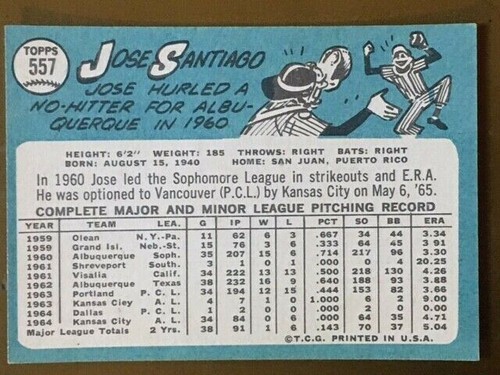 TOPPS
557
JOSE SANTIAGO
JOSE HURLED A
NO-HITTER FOR ALBU-
QUERQUE IN 1960
HEIGHT: 6'2" WEIGHT: 185 THROWS: RIGHT BATS: RIGHT
BORN: AUGUST 15, 1940 HOME: SAN JUAN, PUERTO RICO
In 1960 Jose led the Sophomore League in strikeouts and E.R.A.
He was optioned to Vancouver (P.C.L.) by Kansas City on May 6, '65.
COMPLETE MAJOR AND MINOR LEAGUE PITCHING RECORD
YEAR TEAM LEA. G IP W L PCT SO BB ERA
1959 Olean N.Y.-Pa. 11 62 6 3 .667 34 44 3.34
1959 Grand Isl. Neb.-St. 15 76 3 6 .333 64 45 3.91
1960 Albuquerque Soph. 35 207 15 6 .714 217 96 3.30
1961 Shreveport South. 3 1 0 0 .000 0 4 20.25
1961 Visalia Calif. 34 222 13 13 .500 218 130 4.26
1962 Albuquerque Texas 38 232 16 9 .640 188 93 3.88
1963 Portland P. C. L. 34 194 12 15 .444 153 82 3.66
1963 Kansas City A. L. 4 7 1 0 1.000 6 2 9.00
1964 Dallas P. C. L. 1 2 0 0 .000 0 0 0.00
1964 Kansas City A. L. 34 84 0 6 .000 64 35 4.71
Major League Totals 2 Yrs. 38 91 1 6 .143 70 37 5.04
©T.C.G. PRINTED IN U.S.A.